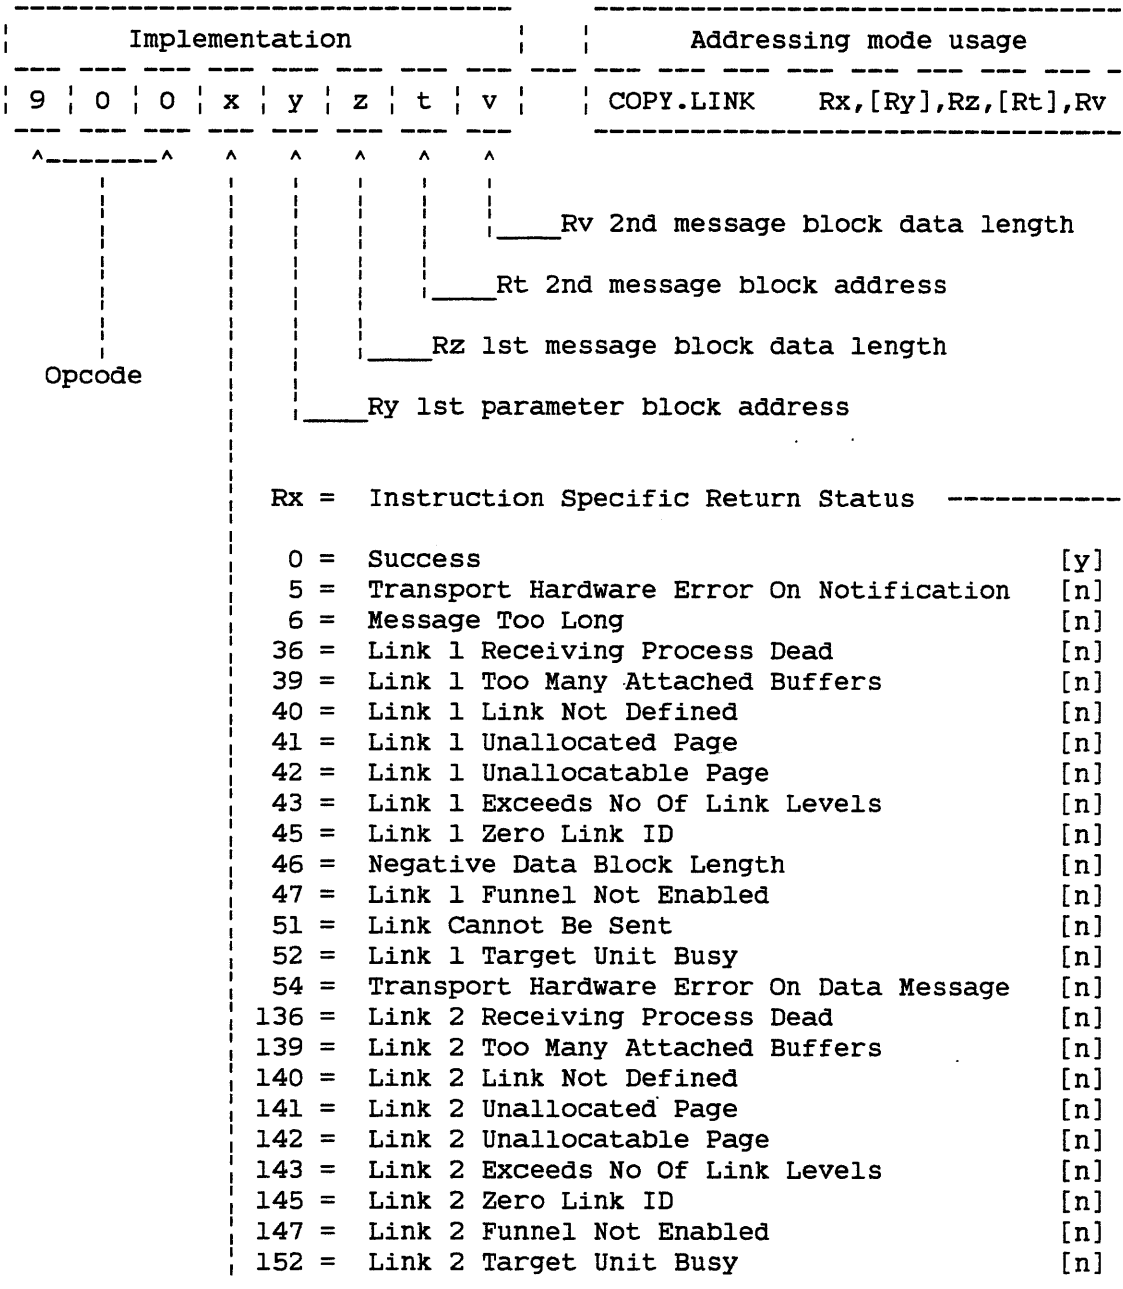 Implementation Addressing mode usage
9 0 0 x y z t v COPY.LINK Rx,[Ry],Rz,[Rt],Rv
Rv 2nd message block data length
Rt 2nd message block address
Rz 1st message block data length
Opcode
Ry 1st parameter block address
Rx = Instruction Specific Return Status
0 = Success [y]
5 = Transport Hardware Error On Notification [n]
6 = Message Too Long [n]
36 = Link 1 Receiving Process Dead [n]
39 = Link 1 Too Many Attached Buffers [n]
40 = Link 1 Link Not Defined [n]
41 = Link 1 Unallocated Page [n]
42 = Link 1 Unallocatable Page [n]
43 = Link 1 Exceeds No Of Link Levels [n]
45 = Link 1 Zero Link ID [n]
46 = Negative Data Block Length [n]
47 = Link 1 Funnel Not Enabled [n]
51 = Link Cannot Be Sent [n]
52 = Link 1 Target Unit Busy [n]
54 = Transport Hardware Error On Data Message [n]
136 = Link 2 Receiving Process Dead [n]
139 = Link 2 Too Many Attached Buffers [n]
140 = Link 2 Link Not Defined [n]
141 = Link 2 Unallocated Page [n]
142 = Link 2 Unallocatable Page [n]
143 = Link 2 Exceeds No Of Link Levels [n]
145 = Link 2 Zero Link ID [n]
147 = Link 2 Funnel Not Enabled [n]
152 = Link 2 Target Unit Busy [n]